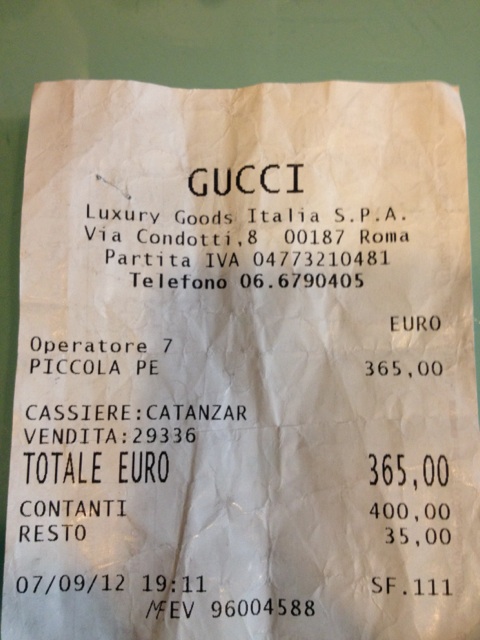 GUCCI
Luxury Goods Italia S.P.A.
Via Condotti,8 00187 Roma
Partita IVA 04773210481
Telefono 06.6790405
EURO
Operatore 7
PICCOLA PE 365,00
CASSIERE:CATANZAR
VENDITA:29336
TOTALE EURO 365,00
CONTANTI 400,00
RESTO 35,00
07/09/12 19:11 SF.111
MFEV 96004588